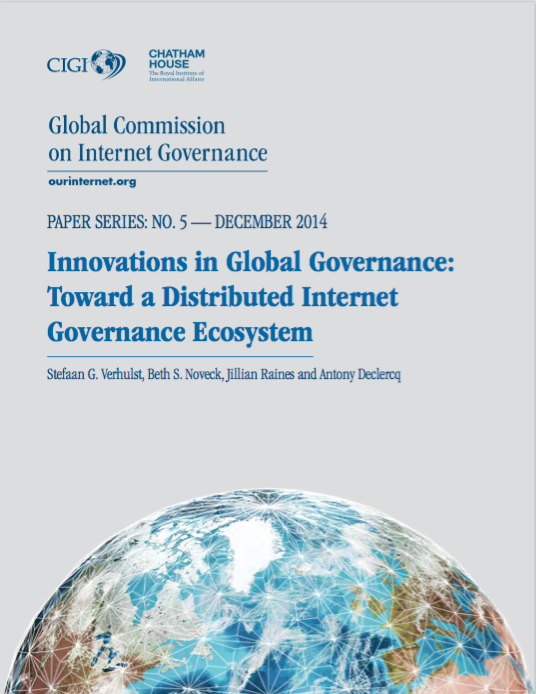 CIGI
CHATHAM
HOUSE
The Royal Institute of
International Affairs
Global Commission
on Internet Governance
ourinternet.org
PAPER SERIES: NO. 5 — DECEMBER 2014
Innovations in Global Governance:
Toward a Distributed Internet
Governance Ecosystem
Stefaan G. Verhulst, Beth S. Noveck, Jillian Raines and Antony Declercq